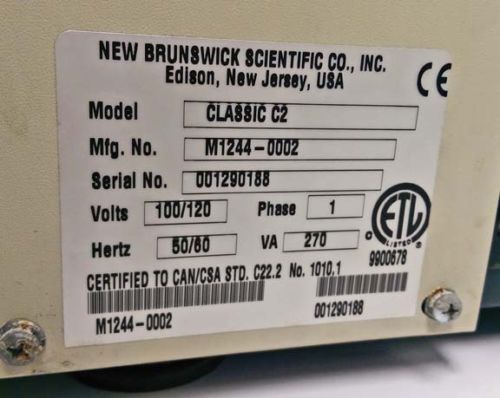 NEW BRUNSWICK SCIENTIFIC CO., INC.
Edison, New Jersey, USA
CE
Model CLASSIC C2
Mfg. No. M1244-0002
Serial No. 001290188
Volts 100/120 Phase 1
Hertz 50/60 VA 270
C ETL LISTED
9900678
CERTIFIED TO CAN/CSA STD. C22.2 No. 1010.1
M1244-0002 001290188